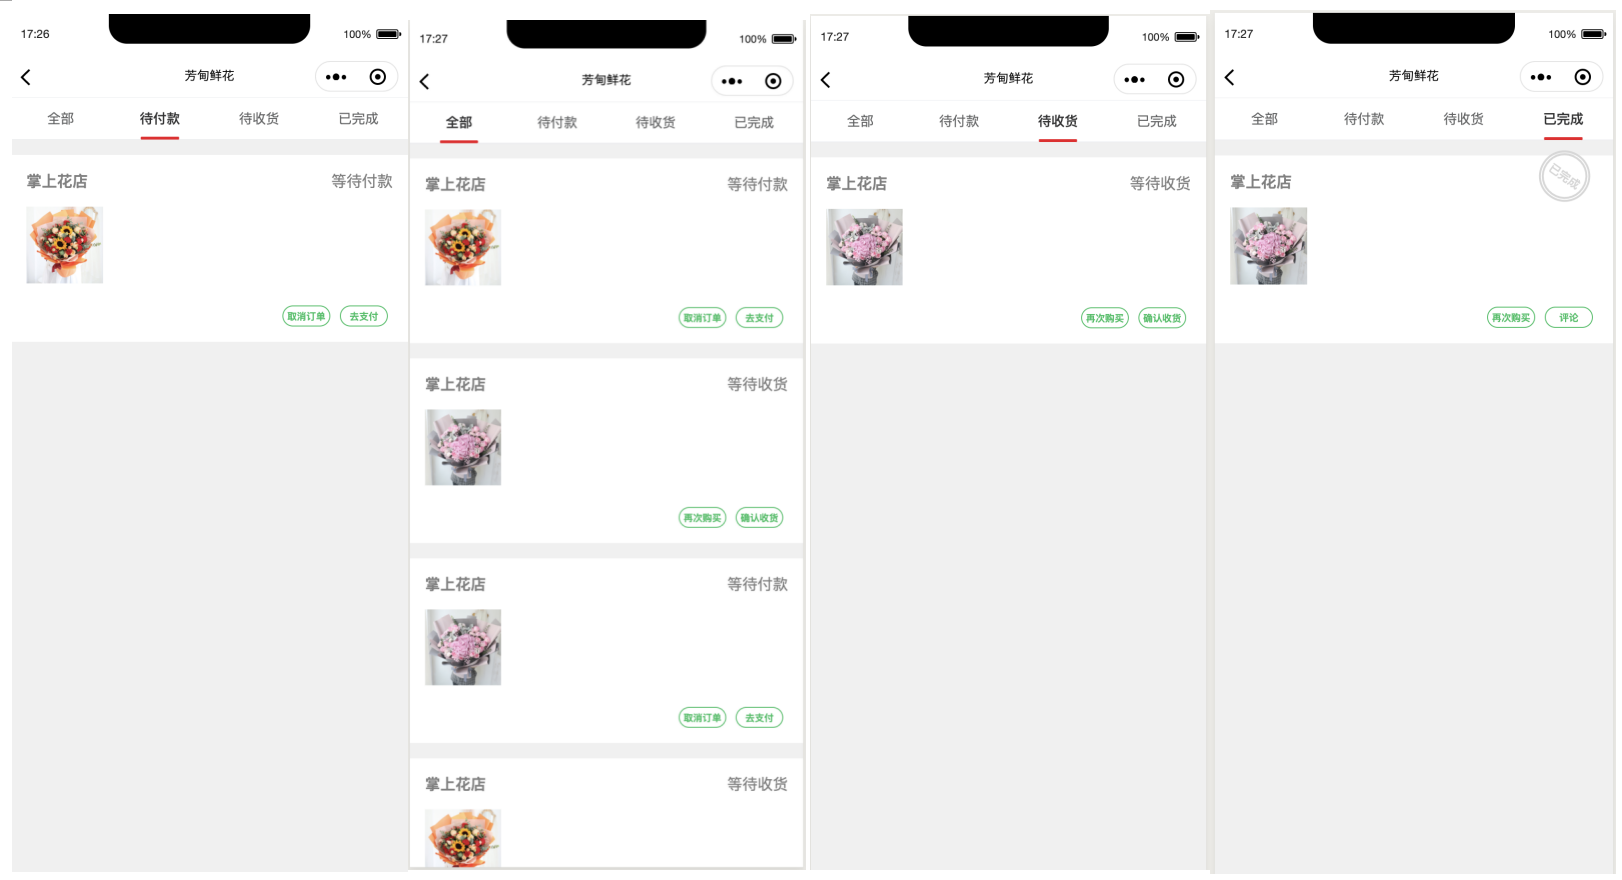 17:26
100%
芳甸鲜花
全部 待付款 待收货 已完成
掌上花店 等待付款
取消订单 去支付
17:27
100%
芳甸鲜花
全部 待付款 待收货 已完成
掌上花店 等待付款
取消订单 去支付
掌上花店 等待收货
再次购买 确认收货
掌上花店 等待付款
取消订单 去支付
掌上花店 等待收货
17:27
100%
芳甸鲜花
全部 待付款 待收货 已完成
掌上花店 等待收货
再次购买 确认收货
17:27
100%
芳甸鲜花
全部 待付款 待收货 已完成
掌上花店 已完成
再次购买 评论